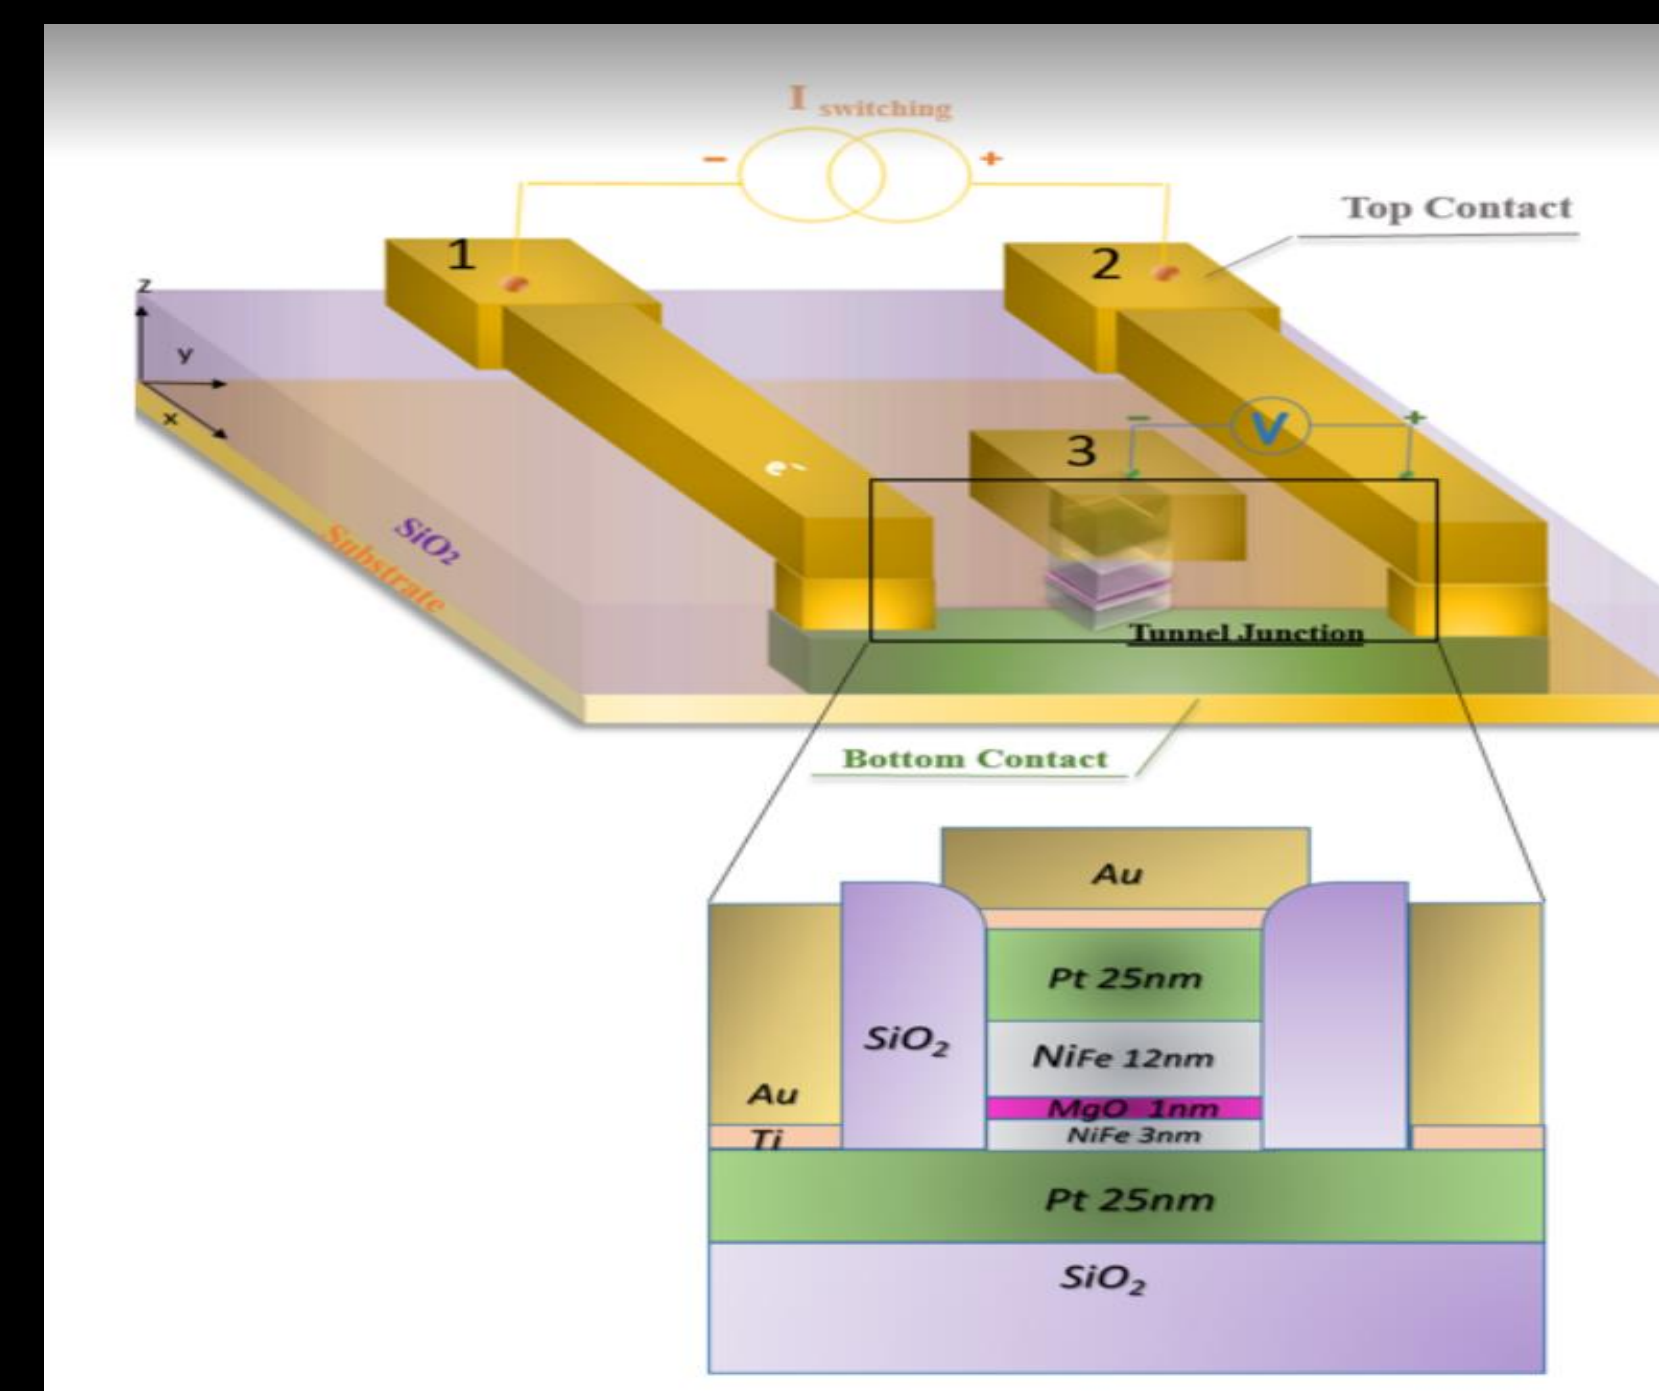 I switching
− +
Top Contact
1
2
z
y
x
− V +
3
e⁻
SiO₂
Substrate
Tunnel Junction
Bottom Contact
Au
Pt 25nm
SiO₂
NiFe 12nm
Au
MgO 1nm
Ti
NiFe 3nm
Pt 25nm
SiO₂